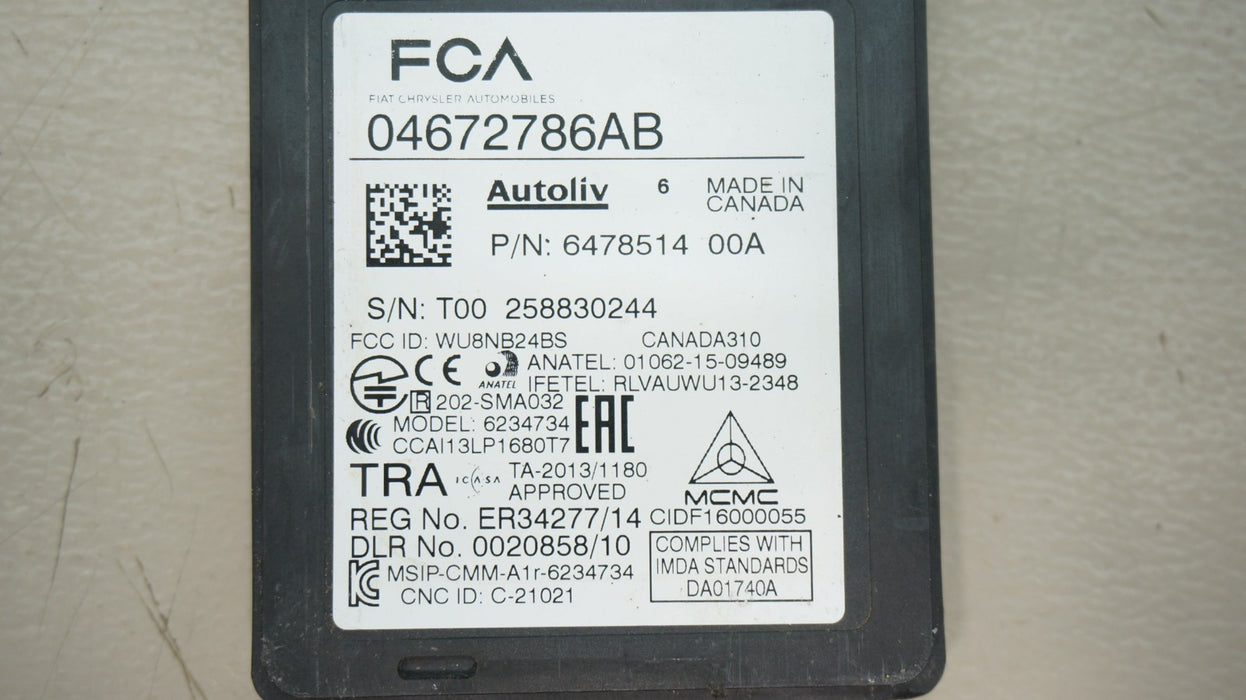 FCA
FIAT CHRYSLER AUTOMOBILES
04672786AB
Autoliv 6 MADE IN CANADA
P/N: 6478514 00A
S/N: T00 258830244
FCC ID: WU8NB24BS CANADA310
CE ANATEL ANATEL: 01062-15-09489
IFETEL: RLVAUWU13-2348
R 202-SMA032
EAC
MODEL: 6234734
CCAI13LP1680T7
TRA ICASA TA-2013/1180
APPROVED
MCMC
REG No. ER34277/14 CIDF16000055
DLR No. 0020858/10
COMPLIES WITH
IMDA STANDARDS
DA01740A
MSIP-CMM-A1r-6234734
CNC ID: C-21021